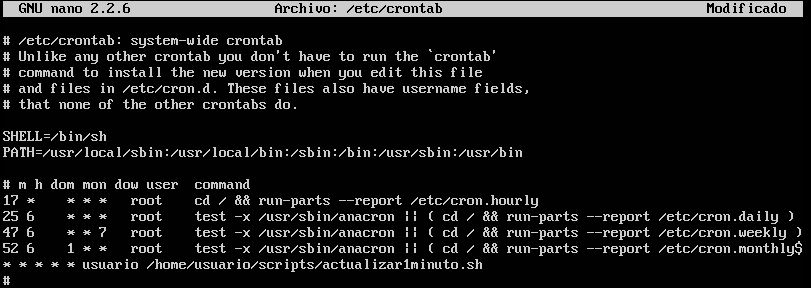 GNU nano 2.2.6 Archivo: /etc/crontab Modificado
# /etc/crontab: system-wide crontab
# Unlike any other crontab you don't have to run the `crontab'
# command to install the new version when you edit this file
# and files in /etc/cron.d. These files also have username fields,
# that none of the other crontabs do.
SHELL=/bin/sh
PATH=/usr/local/sbin:/usr/local/bin:/sbin:/bin:/usr/sbin:/usr/bin
# m h dom mon dow user  command
17 *    * * *   root    cd / && run-parts --report /etc/cron.hourly
25 6    * * *   root    test -x /usr/sbin/anacron || ( cd / && run-parts --report /etc/cron.daily )
47 6    * * 7   root    test -x /usr/sbin/anacron || ( cd / && run-parts --report /etc/cron.weekly )
52 6    1 * *   root    test -x /usr/sbin/anacron || ( cd / && run-parts --report /etc/cron.monthly$
* * * * * usuario /home/usuario/scripts/actualizar1minuto.sh
#